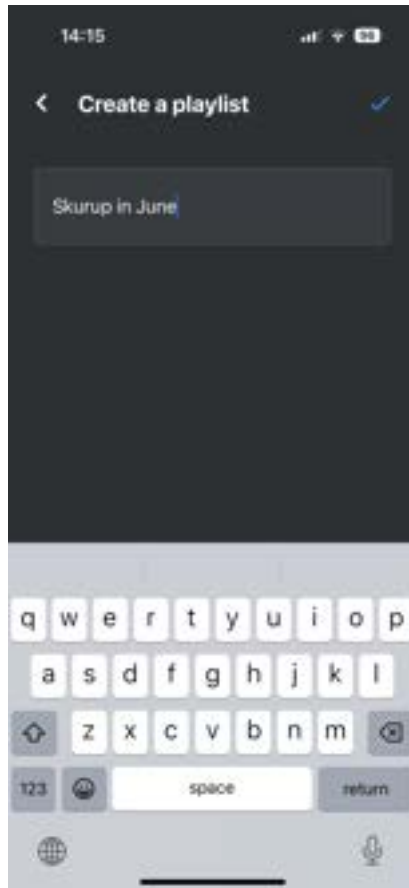 14:15
Create a playlist
Skurup in June
q w e r t y u i o p
a s d f g h j k l
z x c v b n m
123 space return